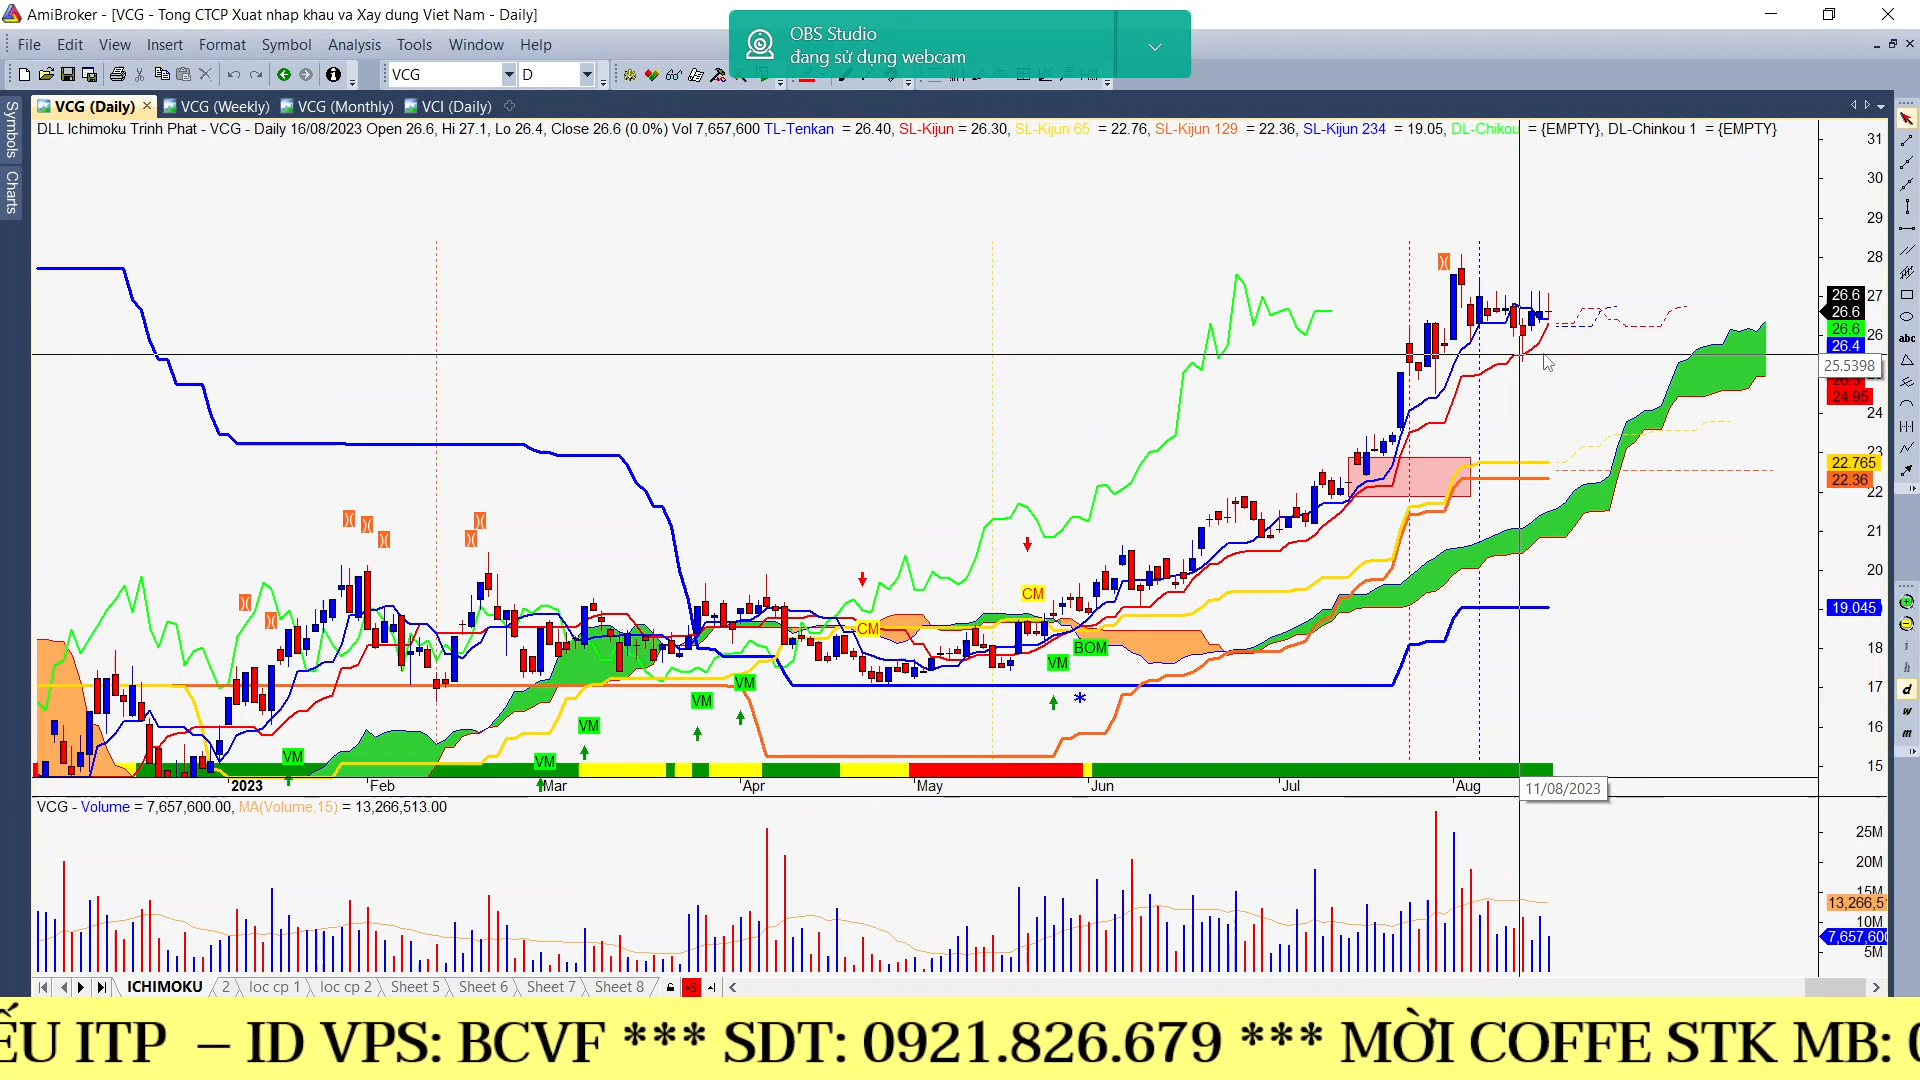 AmiBroker - [VCG - Tong CTCP Xuat nhap khau va Xay dung Viet Nam - Daily]
OBS Studio
đang sử dụng webcam
File Edit View Insert Format Symbol Analysis Tools Window Help
VCG D
VCG (Daily) VCG (Weekly) VCG (Monthly) VCI (Daily)
Symbols
Charts
DLL Ichimoku Trinh Phat - VCG - Daily 16/08/2023 Open 26.6, Hi 27.1, Lo 26.4, Close 26.6 (0.0%) Vol 7,657,600 TL-Tenkan = 26.40, SL-Kijun = 26.30, SL-Kijun 65 = 22.76, SL-Kijun 129 = 22.36, SL-Kijun 234 = 19.05, DL-Chikou = {EMPTY}, DL-Chinkou 1 = {EMPTY}
31
30
29
28
27
26.6
26.6
26.6
26
26.4
25.5398
24.95
24
23
22.765
22.36
22
21
20
19.045
18
17
16
15
CM
CM
BOM
VM
VM
VM
VM
VM
VM
*
2023 Feb Mar Apr May Jun Jul Aug
11/08/2023
VCG - Volume = 7,657,600.00, MA(Volume,15) = 13,266,513.00
25M
20M
15M
13,266,5
10M
7,657,600
5M
ICHIMOKU 2 loc cp 1 loc cp 2 Sheet 5 Sheet 6 Sheet 7 Sheet 8
abc
d
w
m
ẾU ITP – ID VPS: BCVF *** SDT: 0921.826.679 *** MỜI COFFE STK MB: 0